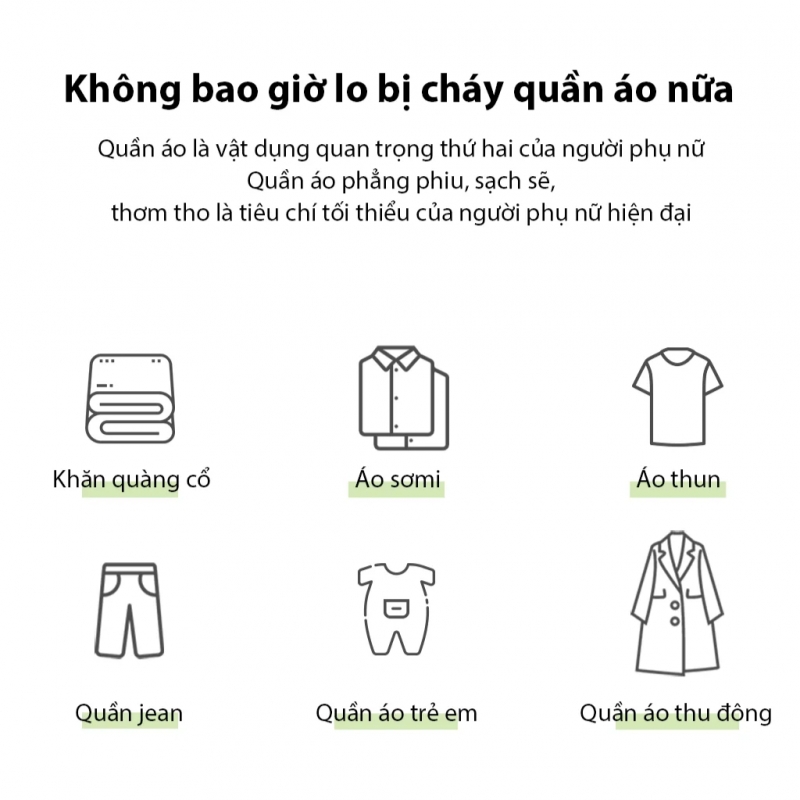 Không bao giờ lo bị cháy quần áo nữa
Quần áo là vật dụng quan trọng thứ hai của người phụ nữ
Quần áo phẳng phiu, sạch sẽ,
thơm tho là tiêu chí tối thiểu của người phụ nữ hiện đại
Khăn quàng cổ
Áo sơmi
Áo thun
Quần jean
Quần áo trẻ em
Quần áo thu đông